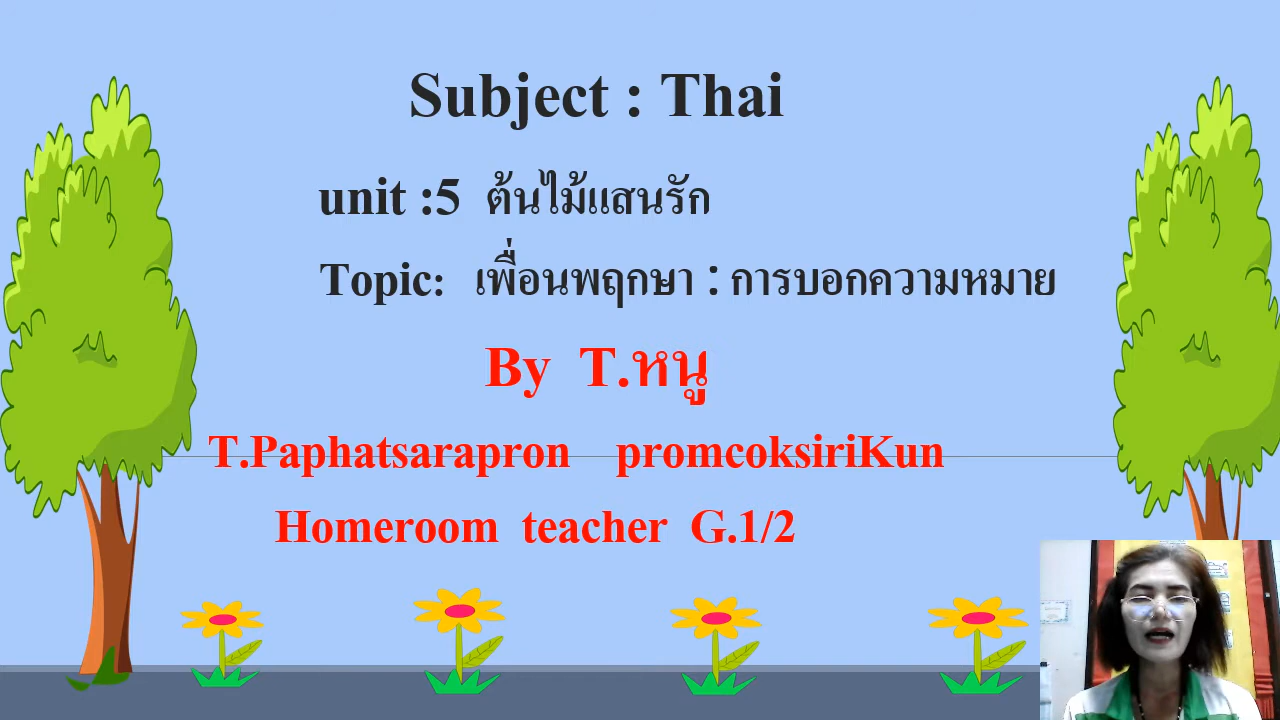 Subject : Thai
unit :5 ต้นไม้แสนรัก
Topic: เพื่อนพฤกษา : การบอกความหมาย
By T.หนู
T.Paphatsarapron promcoksiriKun
Homeroom teacher G.1/2